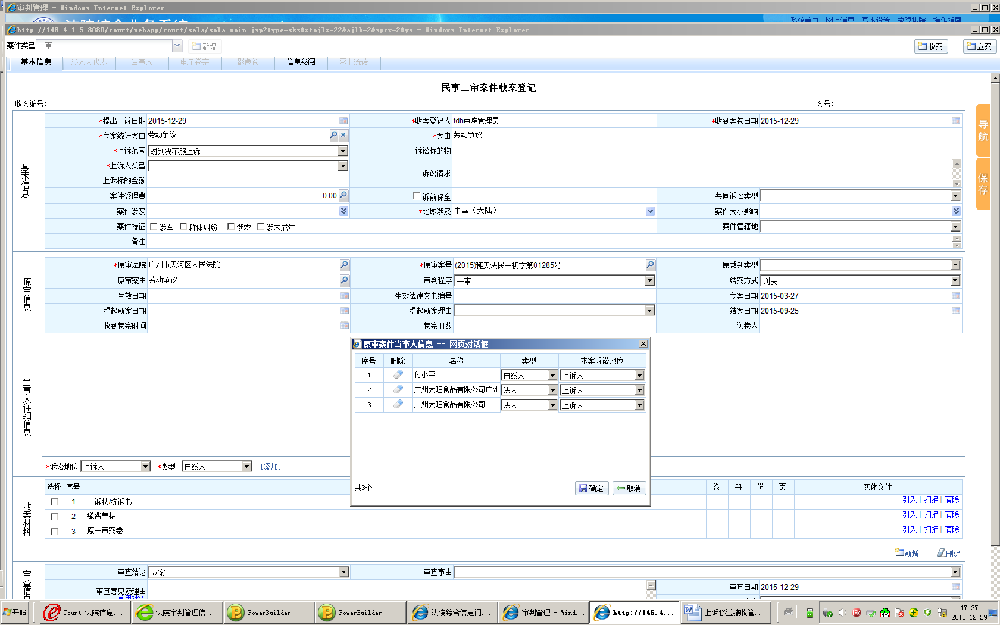 审判管理 - Windows Internet Explorer
系统首页 网上消息 基本设置 故障排除 操作指南
http://146.4.1.5:8080/court/webapp/court/sala/sala_main.jsp?type=sks&xtajlx=22&ajlb=2&spcx=2&ys - Windows Internet Explorer
案件类型 二审 新增 收案 立案
基本信息 涉人大代表 当事人 电子卷宗 影像卷 信息参阅 网上流转
民事二审案件收案登记
收案编号: 案号:
基本信息
*提出上诉日期 2015-12-29 *收案登记人 tdh中院管理员 *收到案卷日期 2015-12-29
*立案统计案由 劳动争议 *案由 劳动争议
*上诉范围 对判决不服上诉 诉讼标的物
*上诉人类型 诉讼请求
上诉标的金额
案件受理费 0.00 诉前保全 共同诉讼类型
案件涉及 *地域涉及 中国（大陆） 案件大小影响
案件特征 涉军 群体纠纷 涉农 涉未成年 案件管辖地
备注
导航
保存
原审信息
*原审法院 广州市天河区人民法院 *原审案号 (2015)穗天法民一初字第01285号 原裁判类型
原审案由 劳动争议 审判程序 一审 结案方式 判决
生效日期 生效法律文书编号 立案日期 2015-03-27
提起新案日期 提起新案理由 结案日期 2015-09-25
收到卷宗时间 卷宗册数 送卷人
当事人详细信息
原审案件当事人信息 -- 网页对话框
序号 删除 名称 类型 本案诉讼地位
1 付小平 自然人 上诉人
2 广州大旺食品有限公司广州 法人 上诉人
3 广州大旺食品有限公司 法人 上诉人
共3个 确定 取消
*诉讼地位 上诉人 *类型 自然人 [添加]
收案材料
选择 序号 卷 册 份 页 实体文件
1 上诉状/抗诉书 引入 | 扫描 | 清除
2 缴费单据 引入 | 扫描 | 清除
3 原一审案卷 引入 | 扫描 | 清除
新增 删除
审查信息
审查结论 立案 审查事由
审查意见及理由 审查日期 2015-12-29
开始 Court 法院信息... 法院审判管理信... PowerBuilder PowerBuilder 法院综合信息门... 审判管理 - Wind... http://146.4... 上诉移送接收管... 17:37
2015-12-29